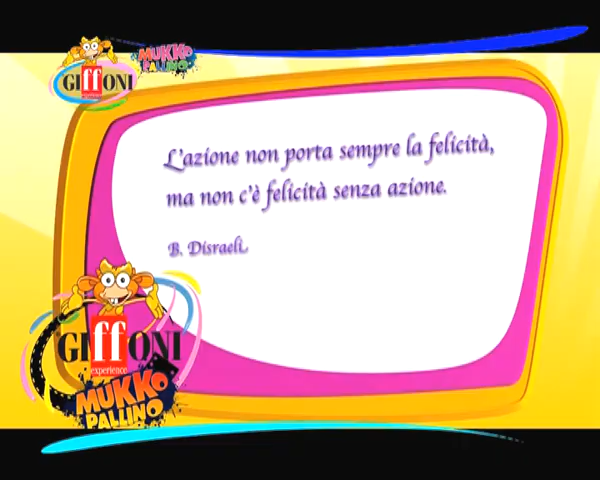 GIffONI
MUKKO
PALLINO
L'azione non porta sempre la felicità,
ma non c'è felicità senza azione.
B. Disraeli
GIffONI
experience
MUKKO
PALLINO